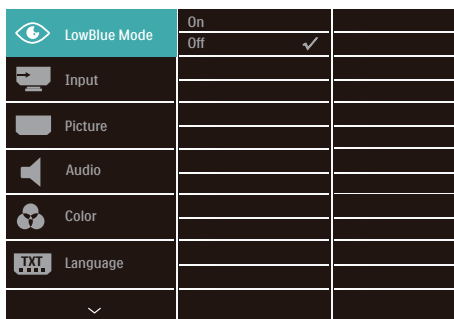 LowBlue Mode
On
Off
Input
Picture
Audio
Color
TXT
Language